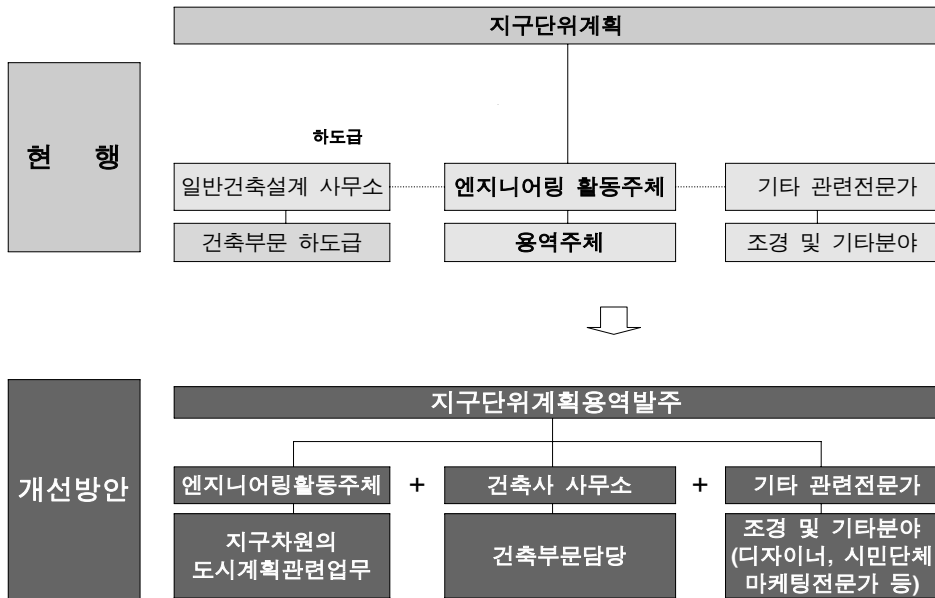 지구단위계획
현 행
하도급
일반건축설계 사무소
엔지니어링 활동주체
기타 관련전문가
건축부문 하도급
용역주체
조경 및 기타분야
지구단위계획용역발주
개선방안
엔지니어링활동주체 + 건축사 사무소 + 기타 관련전문가
지구차원의
도시계획관련업무
건축부문담당
조경 및 기타분야
(디자이너, 시민단체
마케팅전문가 등)